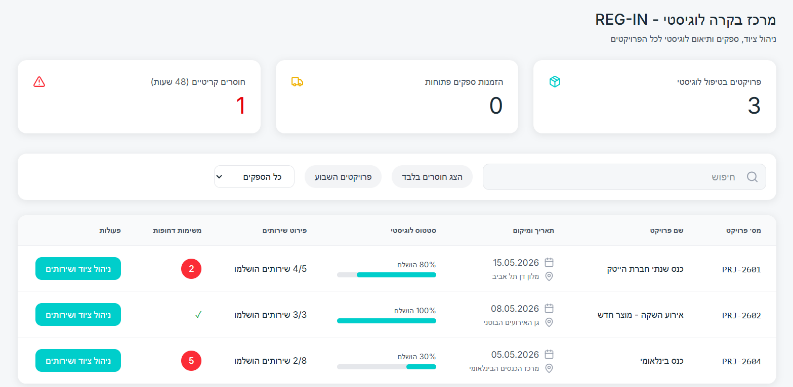 מרכז בקרה לוגיסטי - REG-IN
ניהול ציוד, ספקים ותיאום לוגיסטי לכל הפרויקטים
פרויקטים בטיפול לוגיסטי
3
הזמנות ספקים פתוחות
0
חוסרים קריטיים (48 שעות)
1
חיפוש
הצג חוסרים בלבד
פרויקטים השבוע
כל הספקים
מס׳ פרויקט שם פרויקט תאריך ומיקום סטטוס לוגיסטי פירוט שירותים משימות דחופות פעולות
PRJ-2601 כנס שנתי חברת הייטק 15.05.2026 80% הושלם 4/5 שירותים הושלמו 2 ניהול ציוד ושירותים
מלון דן תל אביב
PRJ-2602 אירוע השקה - מוצר חדש 08.05.2026 100% הושלם 3/3 שירותים הושלמו ✓ ניהול ציוד ושירותים
גן האירועים הבוטני
PRJ-2604 כנס בינלאומי 05.05.2026 30% הושלם 2/8 שירותים הושלמו 5 ניהול ציוד ושירותים
מרכז הכנסים הבינלאומי